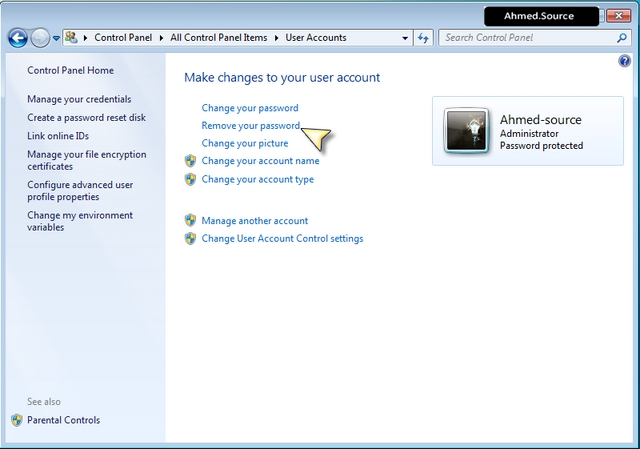 Ahmed.Source
Control Panel ▸ All Control Panel Items ▸ User Accounts
Search Control Panel
Control Panel Home
Manage your credentials
Create a password reset disk
Link online IDs
Manage your file encryption
certificates
Configure advanced user
profile properties
Change my environment
variables
Make changes to your user account
Change your password
Remove your password
Change your picture
Change your account name
Change your account type
Manage another account
Change User Account Control settings
Ahmed-source
Administrator
Password protected
See also
Parental Controls